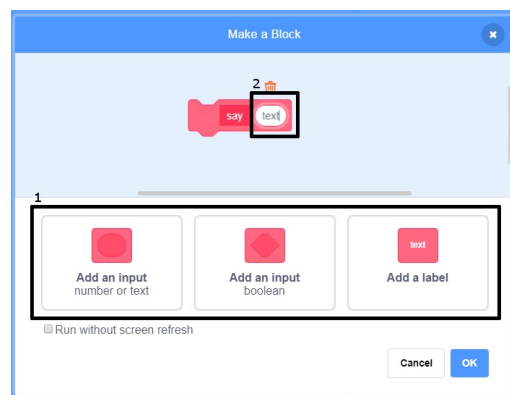 Make a Block
2
say text
1
text
Add an input
number or text
Add an input
boolean
Add a label
Run without screen refresh
Cancel OK